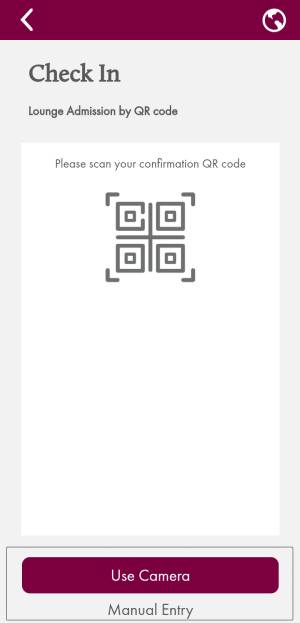 Check In
Lounge Admission by QR code
Please scan your confirmation QR code
Use Camera
Manual Entry